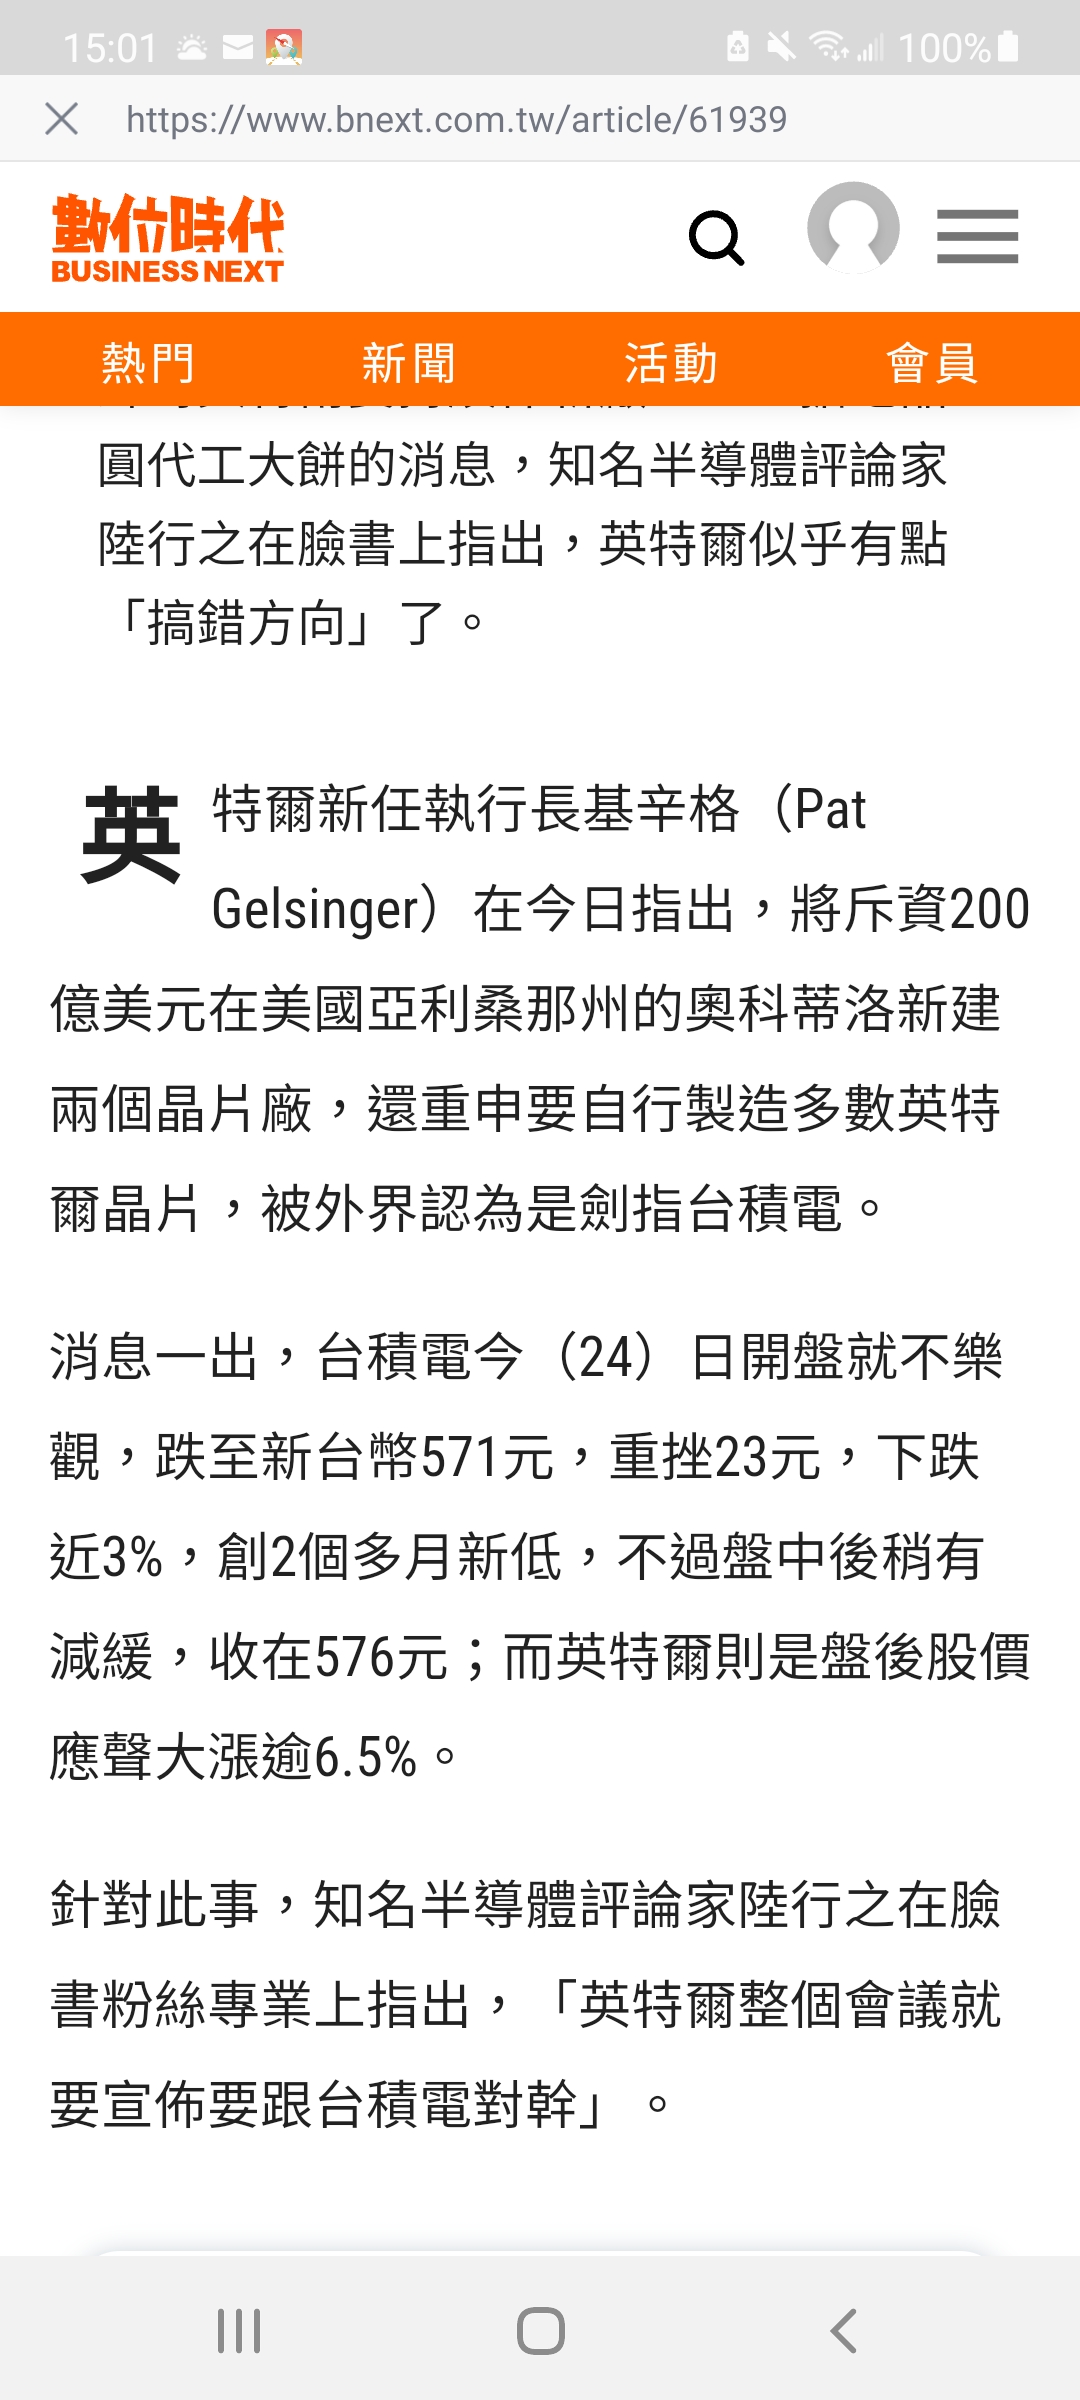 15:01
100%
https://www.bnext.com.tw/article/61939
數位時代
BUSINESS NEXT
熱門 新聞 活動 會員
圓代工大餅的消息，知名半導體評論家
陸行之在臉書上指出，英特爾似乎有點
「搞錯方向」了。
英特爾新任執行長基辛格（Pat
Gelsinger）在今日指出，將斥資200
億美元在美國亞利桑那州的奧科蒂洛新建
兩個晶片廠，還重申要自行製造多數英特
爾晶片，被外界認為是劍指台積電。
消息一出，台積電今（24）日開盤就不樂
觀，跌至新台幣571元，重挫23元，下跌
近3%，創2個多月新低，不過盤中後稍有
減緩，收在576元；而英特爾則是盤後股價
應聲大漲逾6.5%。
針對此事，知名半導體評論家陸行之在臉
書粉絲專業上指出，「英特爾整個會議就
要宣佈要跟台積電對幹」。